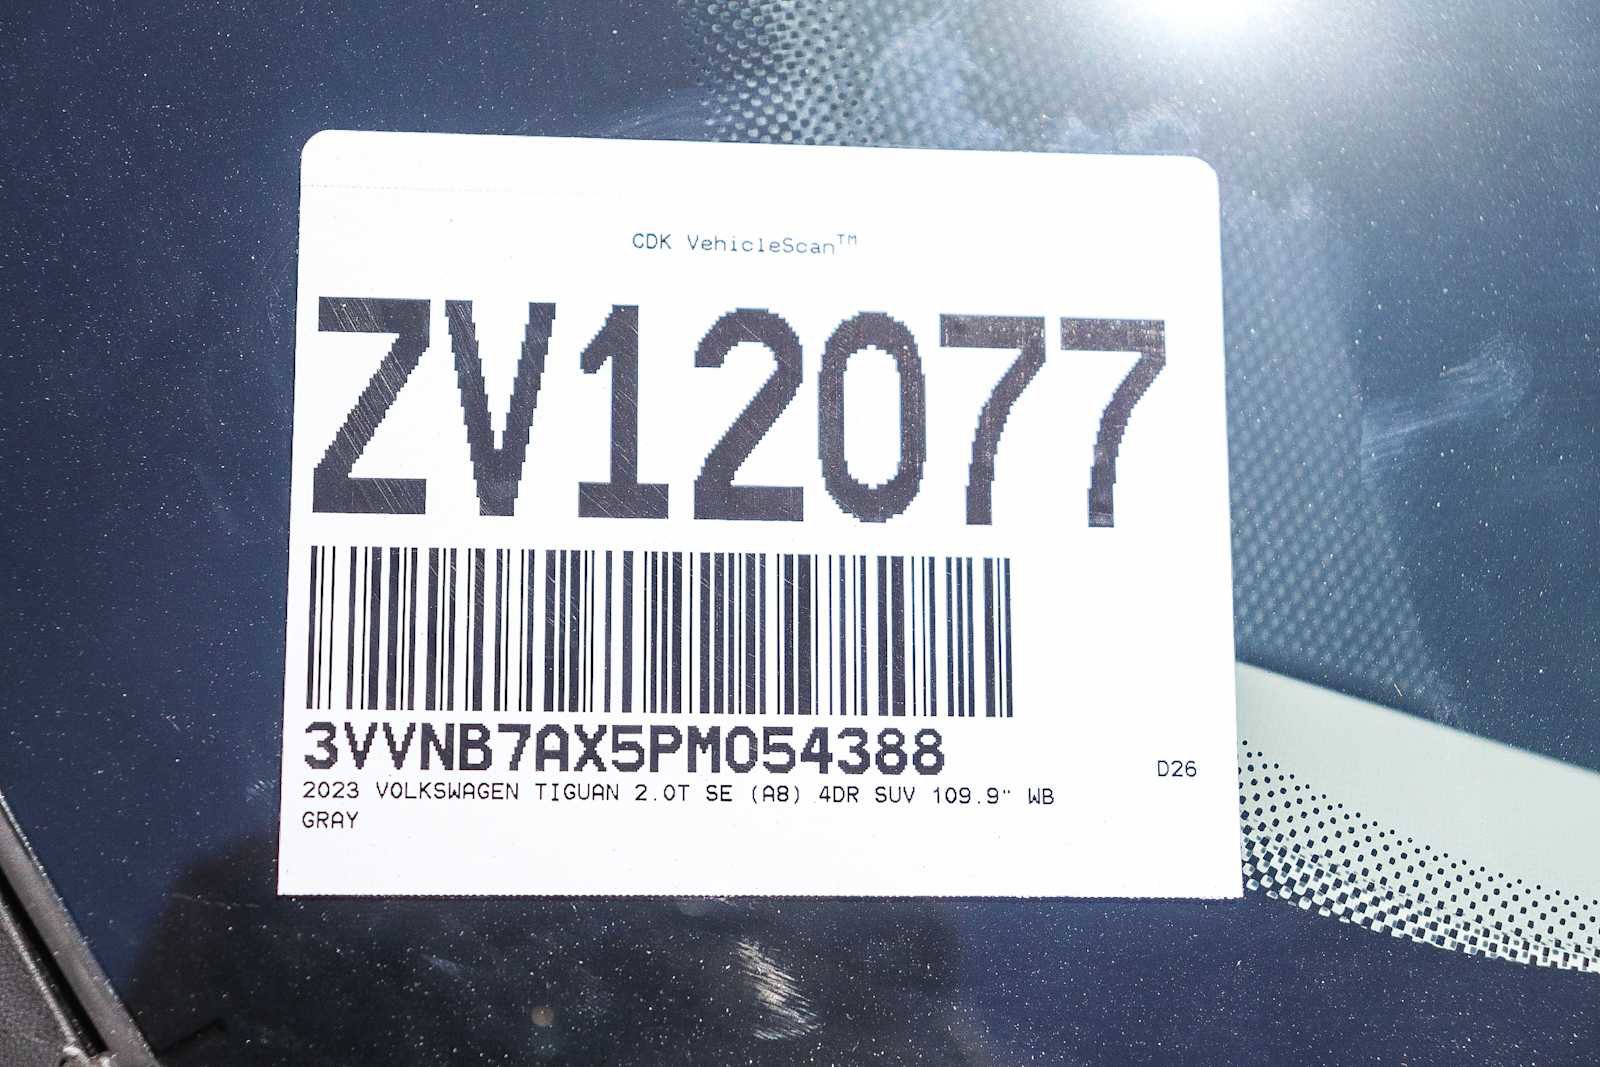 CDK VehicleScan™
ZV12077
3VVNB7AX5PM054388
D26
2023 VOLKSWAGEN TIGUAN 2.0T SE (A8) 4DR SUV 109.9" WB
GRAY